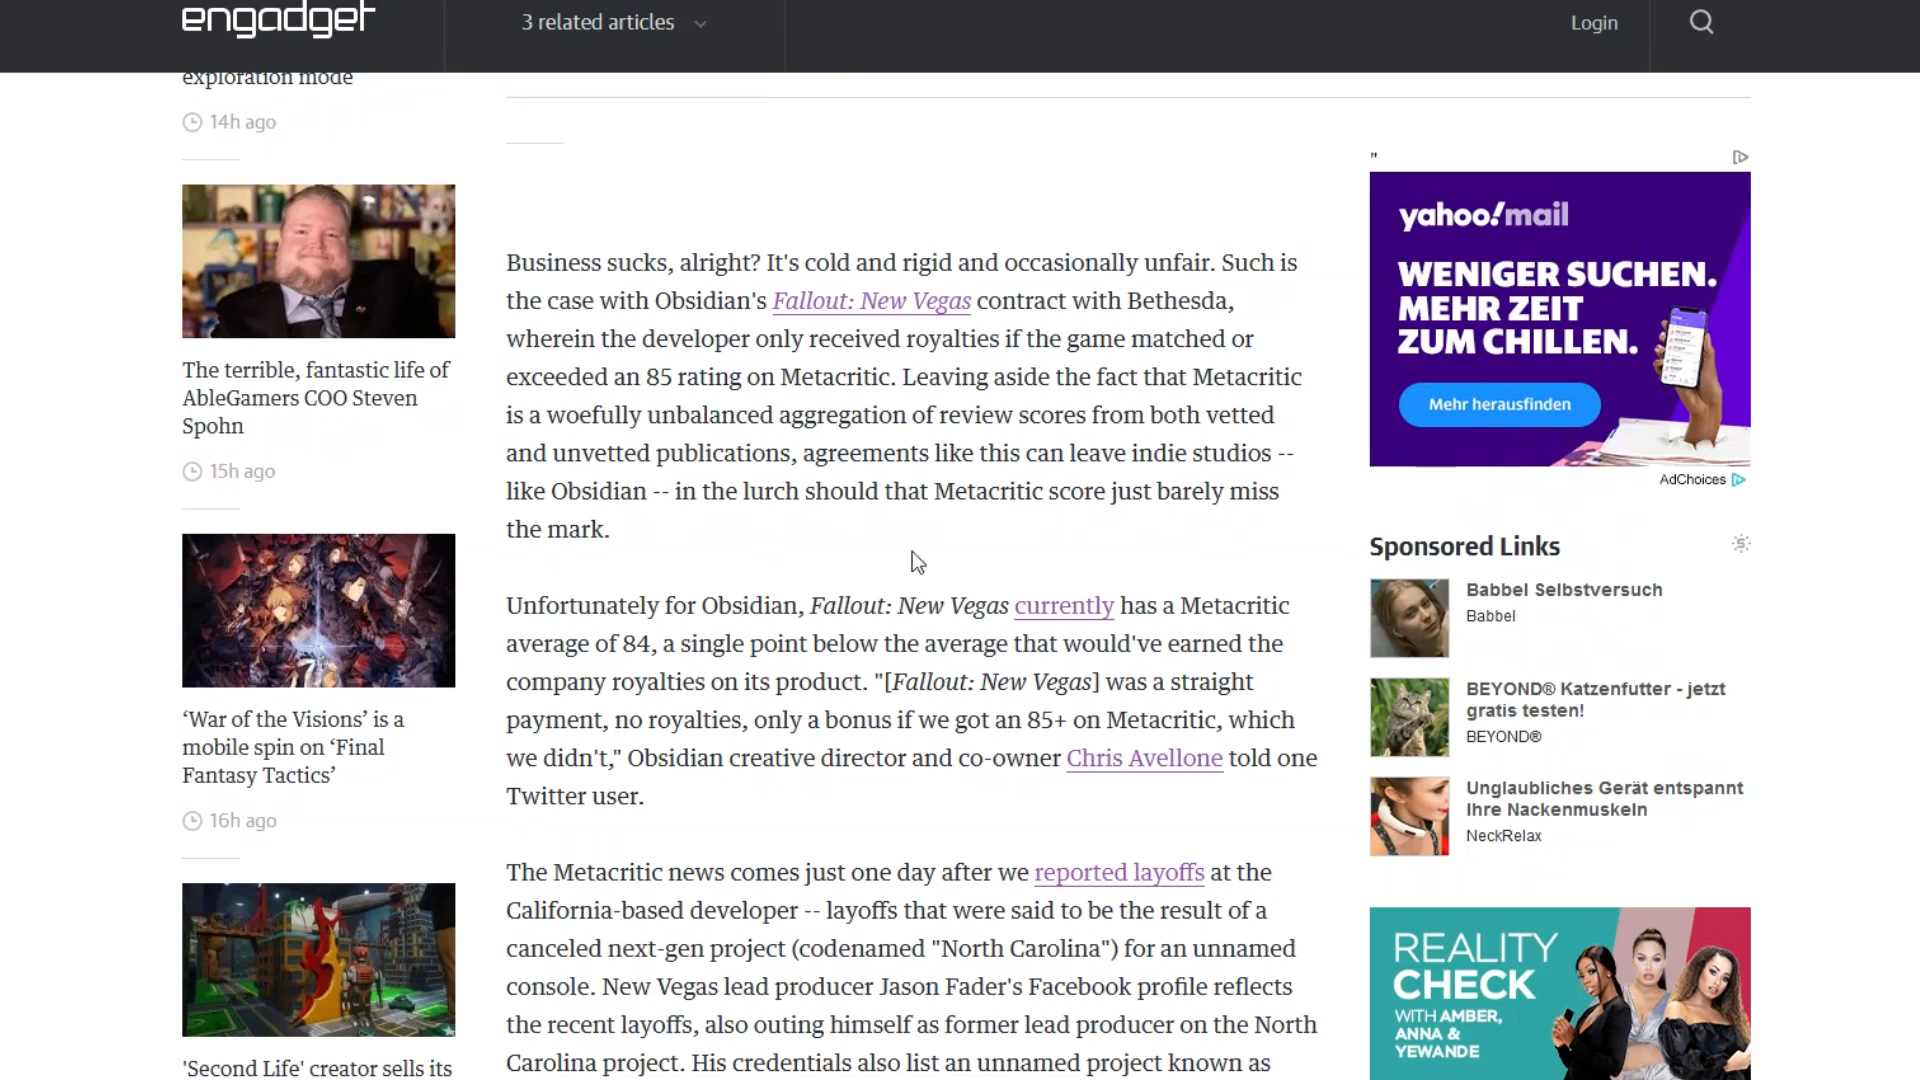 engadget
3 related articles
Login
exploration mode
14h ago
The terrible, fantastic life of
AbleGamers COO Steven
Spohn
15h ago
‘War of the Visions’ is a
mobile spin on ‘Final
Fantasy Tactics’
16h ago
'Second Life' creator sells its
Business sucks, alright? It's cold and rigid and occasionally unfair. Such is
the case with Obsidian's Fallout: New Vegas contract with Bethesda,
wherein the developer only received royalties if the game matched or
exceeded an 85 rating on Metacritic. Leaving aside the fact that Metacritic
is a woefully unbalanced aggregation of review scores from both vetted
and unvetted publications, agreements like this can leave indie studios --
like Obsidian -- in the lurch should that Metacritic score just barely miss
the mark.
Unfortunately for Obsidian, Fallout: New Vegas currently has a Metacritic
average of 84, a single point below the average that would've earned the
company royalties on its product. "[Fallout: New Vegas] was a straight
payment, no royalties, only a bonus if we got an 85+ on Metacritic, which
we didn't," Obsidian creative director and co-owner Chris Avellone told one
Twitter user.
The Metacritic news comes just one day after we reported layoffs at the
California-based developer -- layoffs that were said to be the result of a
canceled next-gen project (codenamed "North Carolina") for an unnamed
console. New Vegas lead producer Jason Fader's Facebook profile reflects
the recent layoffs, also outing himself as former lead producer on the North
Carolina project. His credentials also list an unnamed project known as
"
yahoo!mail
WENIGER SUCHEN.
MEHR ZEIT
ZUM CHILLEN.
Mehr herausfinden
AdChoices
Sponsored Links
Babbel Selbstversuch
Babbel
BEYOND® Katzenfutter - jetzt
gratis testen!
BEYOND®
Unglaubliches Gerät entspannt
Ihre Nackenmuskeln
NeckRelax
REALITY
CHECK
WITH AMBER,
ANNA &
YEWANDE